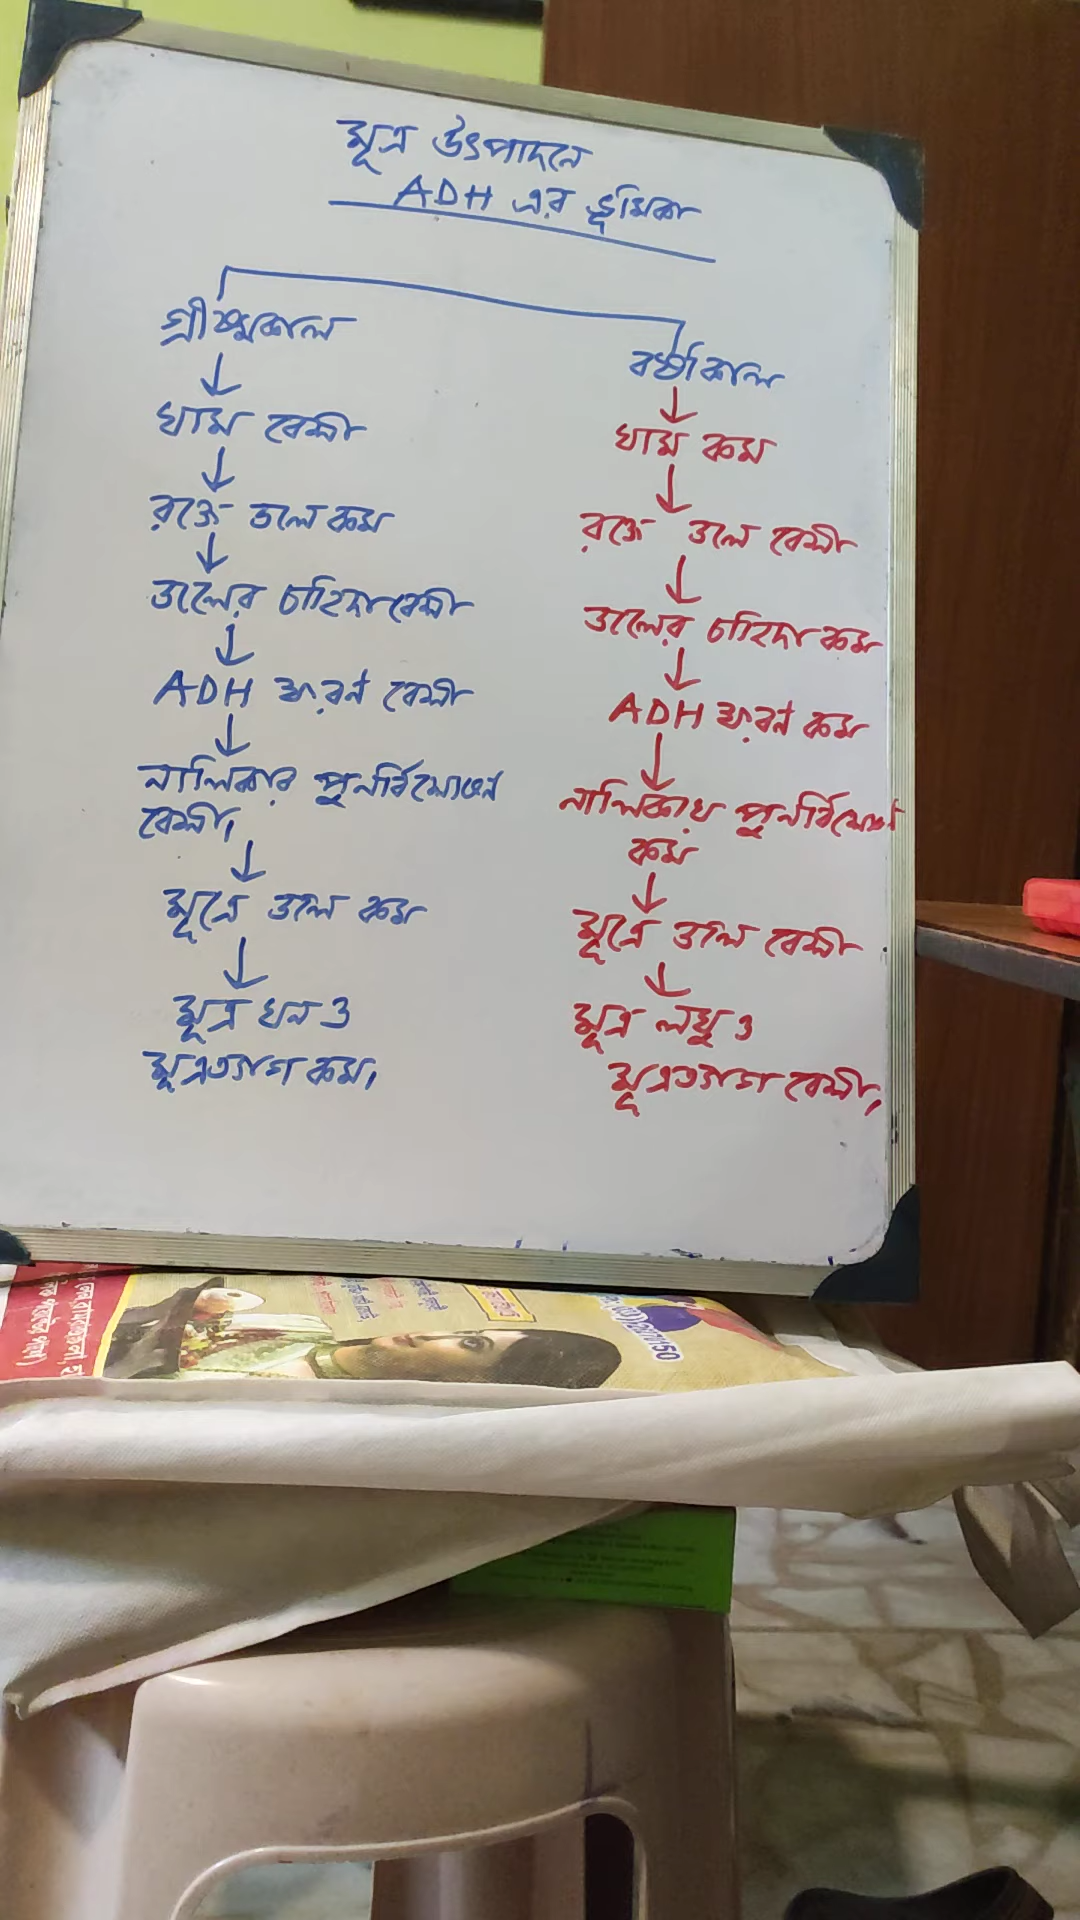 মূত্র উৎপাদনে
ADH এর ভূমিকা
গ্রীষ্মকাল
ঘাম বেশী
রক্তে জল কম
জলের চাহিদা বেশী
ADH ক্ষরণ বেশী
নালিকার পুনর্বিশোষণ
বেশী,
মূত্রে জল কম
মূত্র ঘন ও
মূত্রত্যাগ কম,
বর্ষাকাল
ঘাম কম
রক্তে জল বেশী
জলের চাহিদা কম
ADH ক্ষরণ কম
নালিকায় পুনর্বিশোষণ
কম
মূত্রে জল বেশী
মূত্র লঘু ও
মূত্রত্যাগ বেশী,